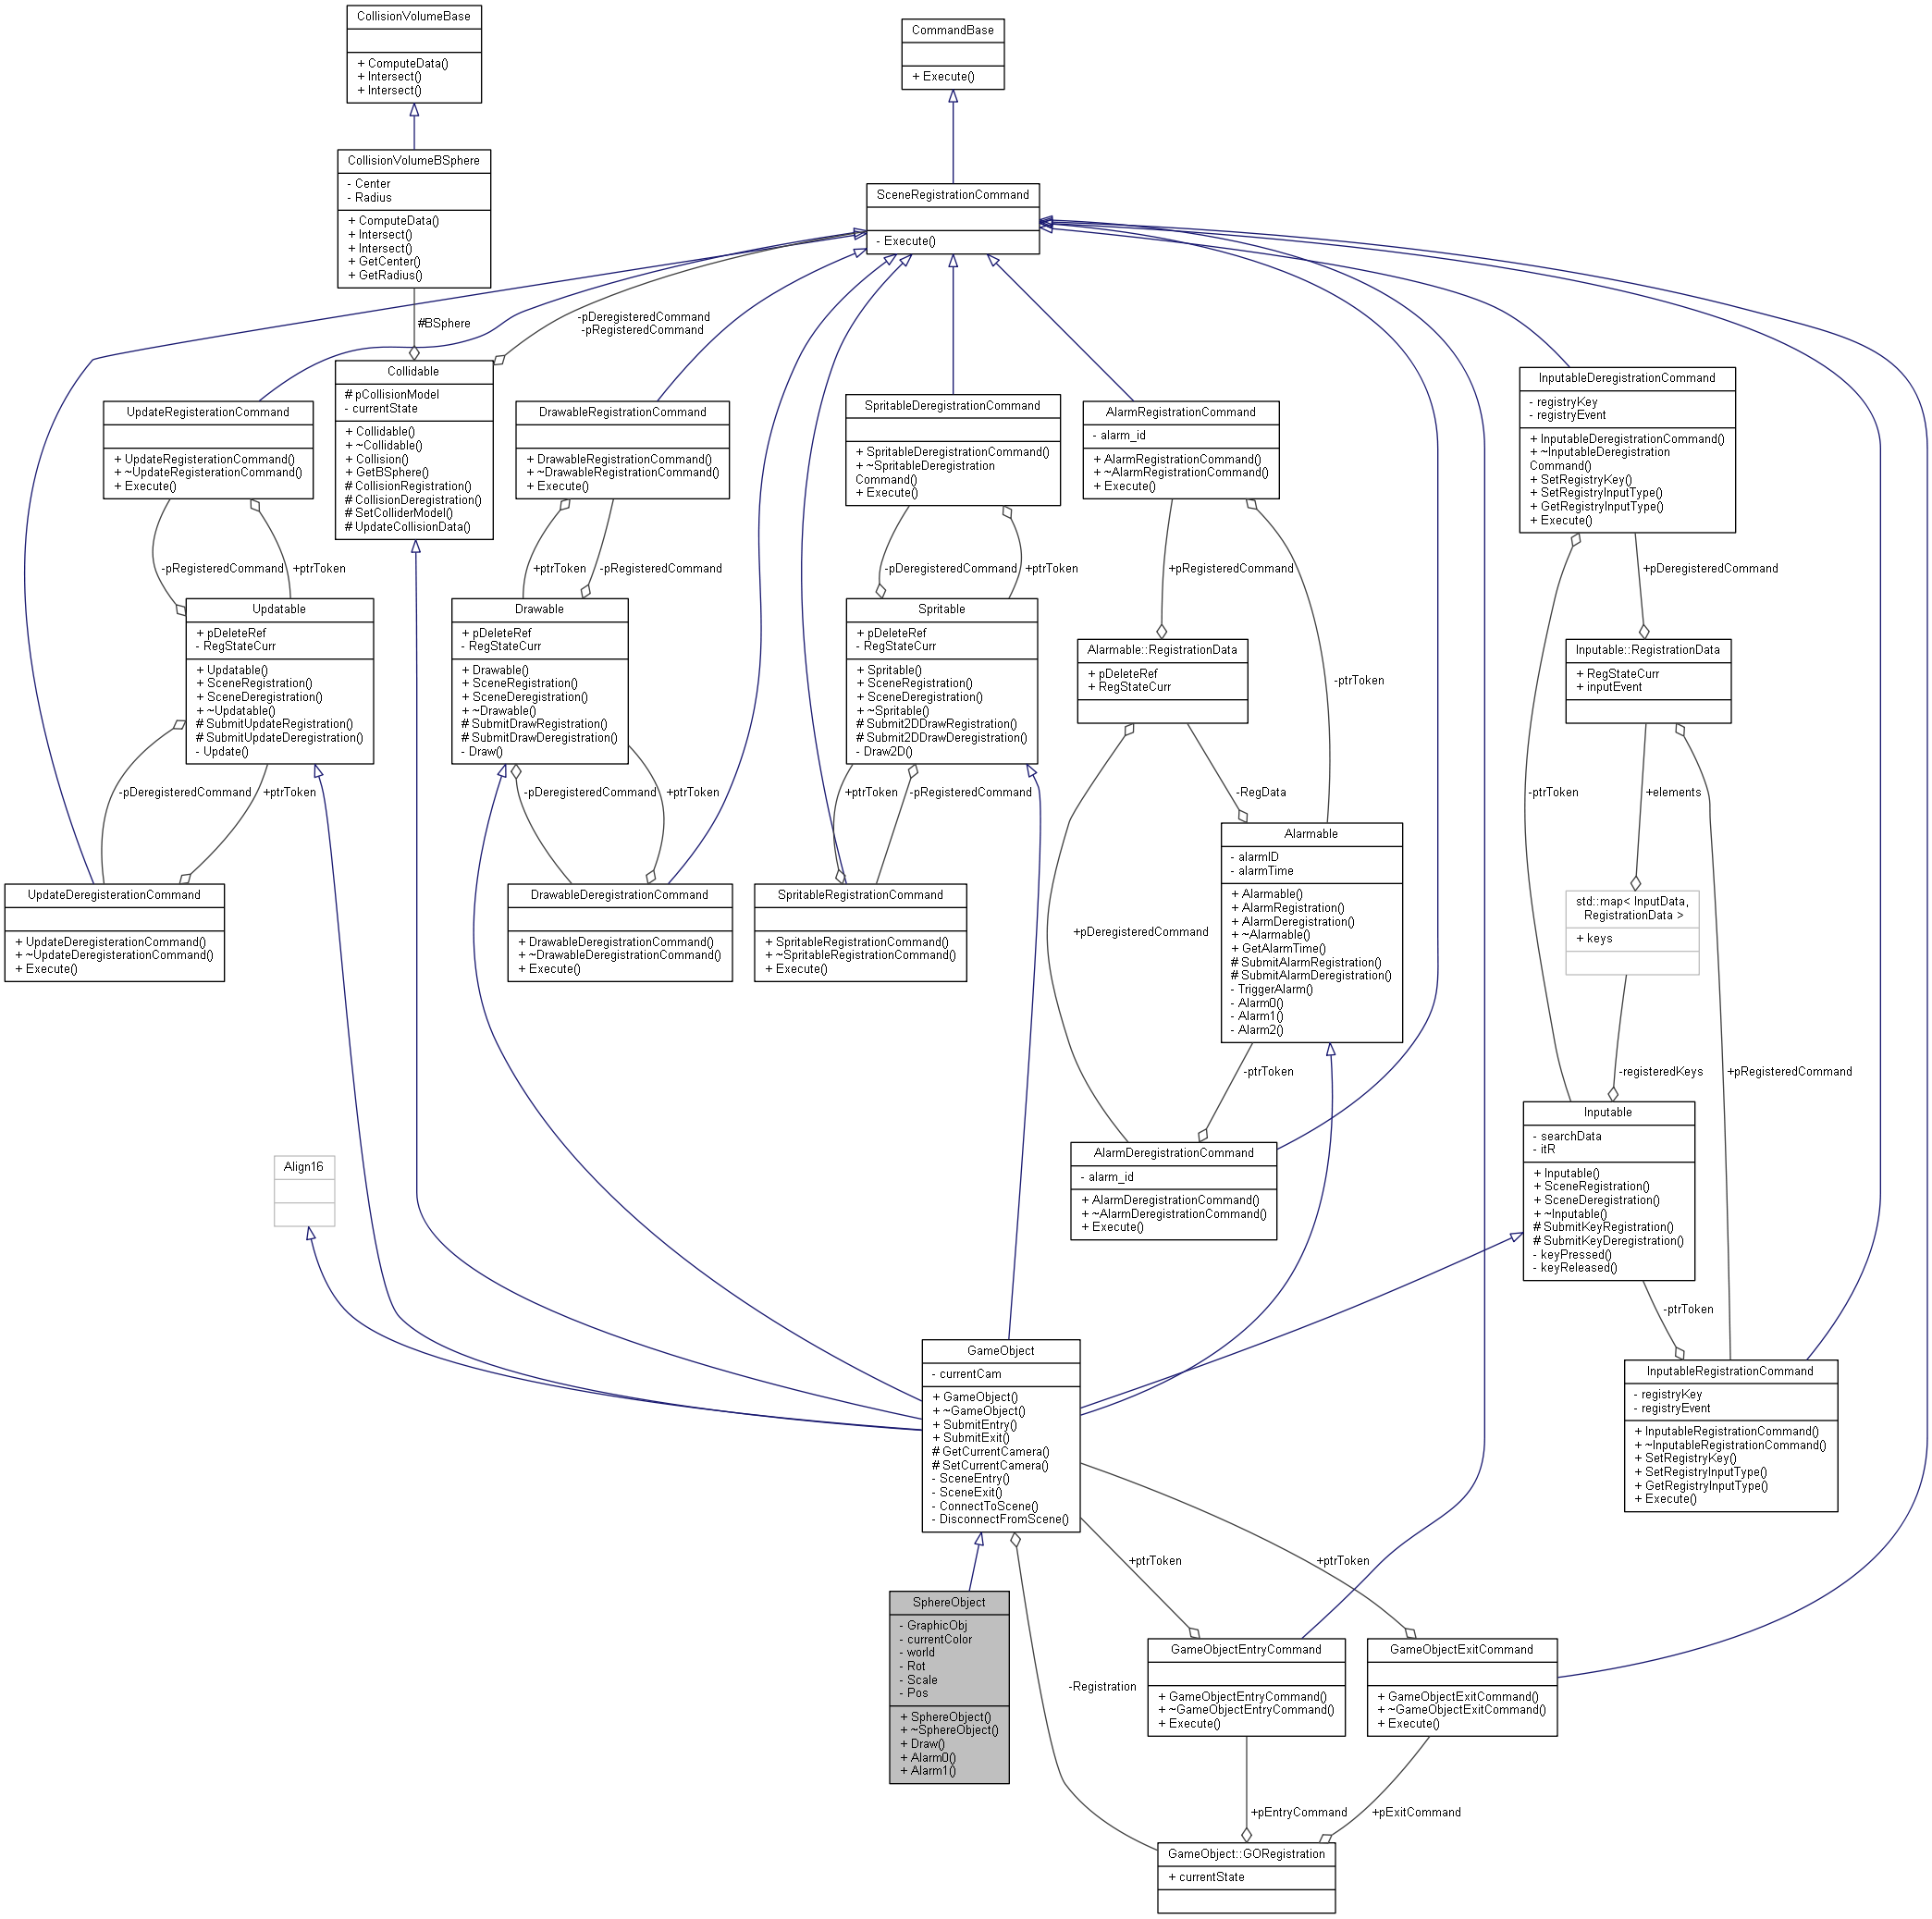 CollisionVolumeBase
+ ComputeData()
+ Intersect()
+ Intersect()
CommandBase
+ Execute()
CollisionVolumeBSphere
- Center
- Radius
+ ComputeData()
+ Intersect()
+ Intersect()
+ GetCenter()
+ GetRadius()
SceneRegistrationCommand
- Execute()
#BSphere
-pDeregisteredCommand
-pRegisteredCommand
Collidable
# pCollisionModel
- currentState
+ Collidable()
+ ~Collidable()
+ Collision()
+ GetBSphere()
# CollisionRegistration()
# CollisionDeregistration()
# SetColliderModel()
# UpdateCollisionData()
UpdateRegisterationCommand
+ UpdateRegisterationCommand()
+ ~UpdateRegisterationCommand()
+ Execute()
DrawableRegistrationCommand
+ DrawableRegistrationCommand()
+ ~DrawableRegistrationCommand()
+ Execute()
SpritableDeregistrationCommand
+ SpritableDeregistrationCommand()
+ ~SpritableDeregistration
Command()
+ Execute()
AlarmRegistrationCommand
- alarm_id
+ AlarmRegistrationCommand()
+ ~AlarmRegistrationCommand()
+ Execute()
InputableDeregistrationCommand
- registryKey
- registryEvent
+ InputableDeregistrationCommand()
+ ~InputableDeregistration
Command()
+ SetRegistryKey()
+ SetRegistryInputType()
+ GetRegistryInputType()
+ Execute()
-pRegisteredCommand
+ptrToken
+ptrToken
-pRegisteredCommand
-pDeregisteredCommand
+ptrToken
+pRegisteredCommand
+pDeregisteredCommand
Updatable
+ pDeleteRef
- RegStateCurr
+ Updatable()
+ SceneRegistration()
+ SceneDeregistration()
+ ~Updatable()
# SubmitUpdateRegistration()
# SubmitUpdateDeregistration()
- Update()
Drawable
+ pDeleteRef
- RegStateCurr
+ Drawable()
+ SceneRegistration()
+ SceneDeregistration()
+ ~Drawable()
# SubmitDrawRegistration()
# SubmitDrawDeregistration()
- Draw()
Spritable
+ pDeleteRef
- RegStateCurr
+ Spritable()
+ SceneRegistration()
+ SceneDeregistration()
+ ~Spritable()
# Submit2DDrawRegistration()
# Submit2DDrawDeregistration()
- Draw2D()
Alarmable::RegistrationData
+ pDeleteRef
+ RegStateCurr
-ptrToken
Inputable::RegistrationData
+ RegStateCurr
+ inputEvent
-pDeregisteredCommand
+ptrToken
-pDeregisteredCommand
+ptrToken
+ptrToken
-pRegisteredCommand
-RegData
-ptrToken
+elements
Alarmable
- alarmID
- alarmTime
+ Alarmable()
+ AlarmRegistration()
+ AlarmDeregistration()
+ ~Alarmable()
+ GetAlarmTime()
# SubmitAlarmRegistration()
# SubmitAlarmDeregistration()
- TriggerAlarm()
- Alarm0()
- Alarm1()
- Alarm2()
UpdateDeregisterationCommand
+ UpdateDeregisterationCommand()
+ ~UpdateDeregisterationCommand()
+ Execute()
DrawableDeregistrationCommand
+ DrawableDeregistrationCommand()
+ ~DrawableDeregistrationCommand()
+ Execute()
SpritableRegistrationCommand
+ SpritableRegistrationCommand()
+ ~SpritableRegistrationCommand()
+ Execute()
+pDeregisteredCommand
std::map< InputData,
RegistrationData >
+ keys
-ptrToken
-registeredKeys
+pRegisteredCommand
Inputable
- searchData
- itR
+ Inputable()
+ SceneRegistration()
+ SceneDeregistration()
+ ~Inputable()
# SubmitKeyRegistration()
# SubmitKeyDeregistration()
- keyPressed()
- keyReleased()
AlarmDeregistrationCommand
- alarm_id
+ AlarmDeregistrationCommand()
+ ~AlarmDeregistrationCommand()
+ Execute()
Align16
-ptrToken
GameObject
- currentCam
+ GameObject()
+ ~GameObject()
+ SubmitEntry()
+ SubmitExit()
# GetCurrentCamera()
# SetCurrentCamera()
- SceneEntry()
- SceneExit()
- ConnectToScene()
- DisconnectFromScene()
InputableRegistrationCommand
- registryKey
- registryEvent
+ InputableRegistrationCommand()
+ ~InputableRegistrationCommand()
+ SetRegistryKey()
+ SetRegistryInputType()
+ GetRegistryInputType()
+ Execute()
+ptrToken
+ptrToken
SphereObject
- GraphicObj
- currentColor
- world
- Rot
- Scale
- Pos
+ SphereObject()
+ ~SphereObject()
+ Draw()
+ Alarm0()
+ Alarm1()
-Registration
GameObjectEntryCommand
+ GameObjectEntryCommand()
+ ~GameObjectEntryCommand()
+ Execute()
GameObjectExitCommand
+ GameObjectExitCommand()
+ ~GameObjectExitCommand()
+ Execute()
+pEntryCommand
+pExitCommand
GameObject::GORegistration
+ currentState